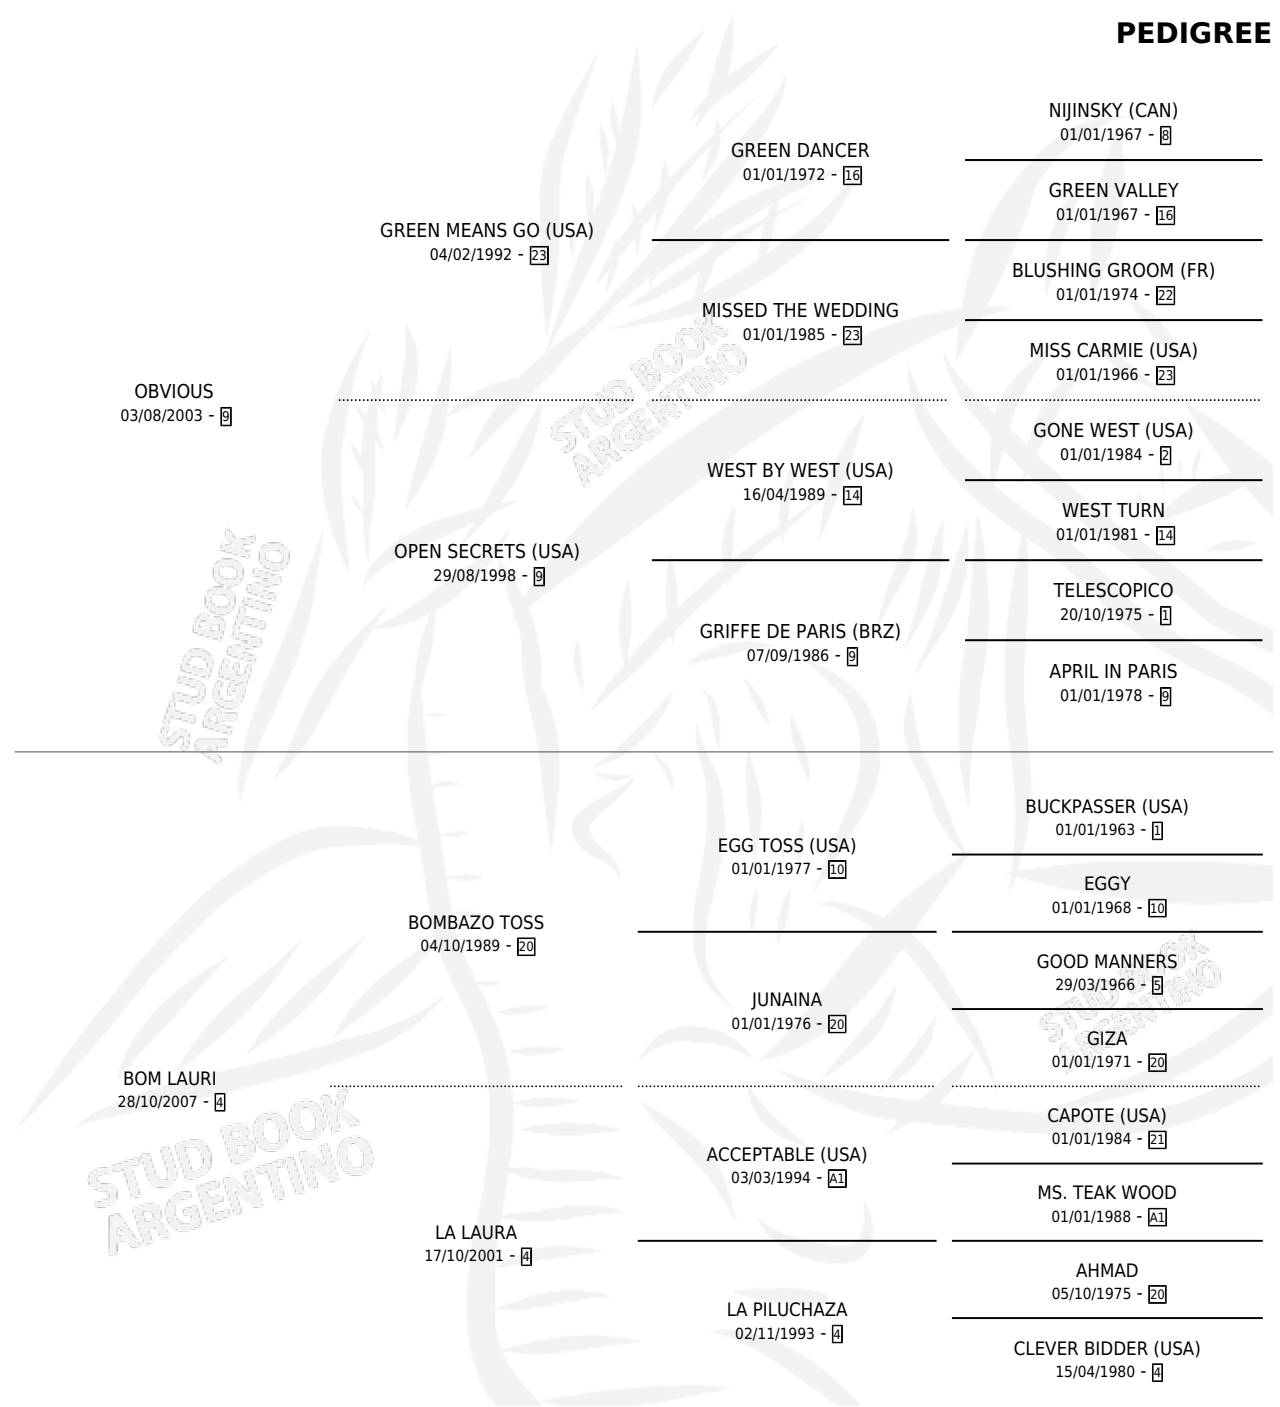 PEDIGREE
NIJINSKY (CAN)
01/01/1967 - 8
GREEN DANCER
01/01/1972 - 16
GREEN VALLEY
01/01/1967 - 16
GREEN MEANS GO (USA)
04/02/1992 - 23
BLUSHING GROOM (FR)
01/01/1974 - 22
MISSED THE WEDDING
01/01/1985 - 23
MISS CARMIE (USA)
01/01/1966 - 23
OBVIOUS
03/08/2003 - 9
GONE WEST (USA)
01/01/1984 - 2
WEST BY WEST (USA)
16/04/1989 - 14
WEST TURN
01/01/1981 - 14
OPEN SECRETS (USA)
29/08/1998 - 9
TELESCOPICO
20/10/1975 - 1
GRIFFE DE PARIS (BRZ)
07/09/1986 - 9
APRIL IN PARIS
01/01/1978 - 9
BUCKPASSER (USA)
01/01/1963 - 1
EGG TOSS (USA)
01/01/1977 - 10
EGGY
01/01/1968 - 10
BOMBAZO TOSS
04/10/1989 - 20
GOOD MANNERS
29/03/1966 - 5
JUNAINA
01/01/1976 - 20
GIZA
01/01/1971 - 20
BOM LAURI
28/10/2007 - 4
CAPOTE (USA)
01/01/1984 - 21
ACCEPTABLE (USA)
03/03/1994 - A1
MS. TEAK WOOD
01/01/1988 - A1
LA LAURA
17/10/2001 - 4
AHMAD
05/10/1975 - 20
LA PILUCHAZA
02/11/1993 - 4
CLEVER BIDDER (USA)
15/04/1980 - 4
STUD BOOK
ARGENTINO
STUD BOOK
ARGENTINO
STUD BOOK
ARGENTINO
STUD BOOK
ARGENTINO